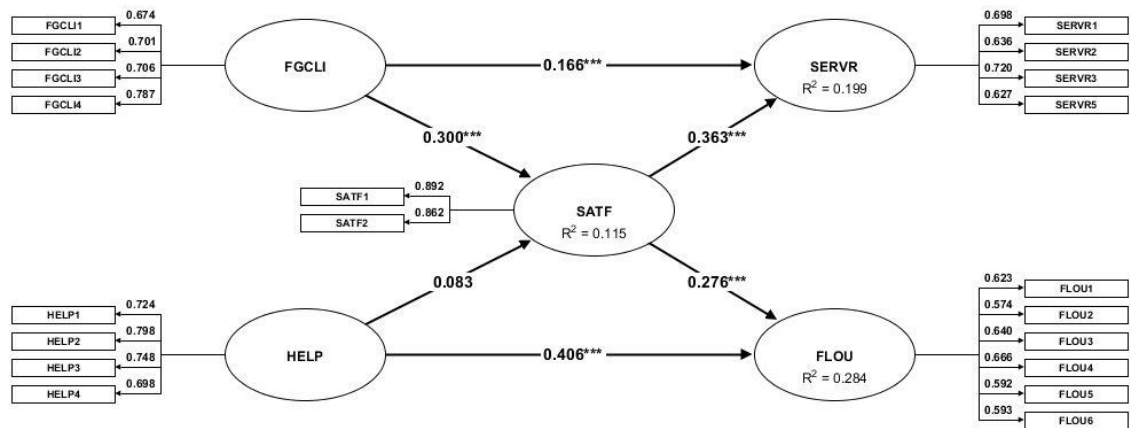 0.674
FGCLI1
0.701
FGCLI2
0.706
FGCLI3
0.787
FGCLI4
FGCLI
0.166***
SERVR
R² = 0.199
0.698
SERVR1
0.636
SERVR2
0.720
SERVR3
0.627
SERVR5
0.300***
0.363***
0.892
SATF1
0.862
SATF2
SATF
R² = 0.115
0.083
0.276***
0.724
HELP1
0.798
HELP2
0.748
HELP3
0.698
HELP4
HELP
0.406***
FLOU
R² = 0.284
0.623
FLOU1
0.574
FLOU2
0.640
FLOU3
0.666
FLOU4
0.592
FLOU5
0.593
FLOU6